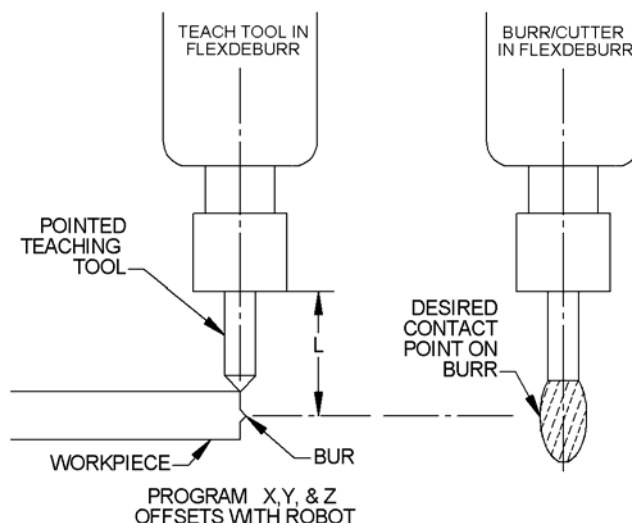 TEACH TOOL IN
FLEXDEBURR
BURR/CUTTER
IN FLEXDEBURR
POINTED
TEACHING
TOOL
L
DESIRED
CONTACT
POINT ON
BURR
WORKPIECE
BUR
PROGRAM X,Y, & Z
OFFSETS WITH ROBOT